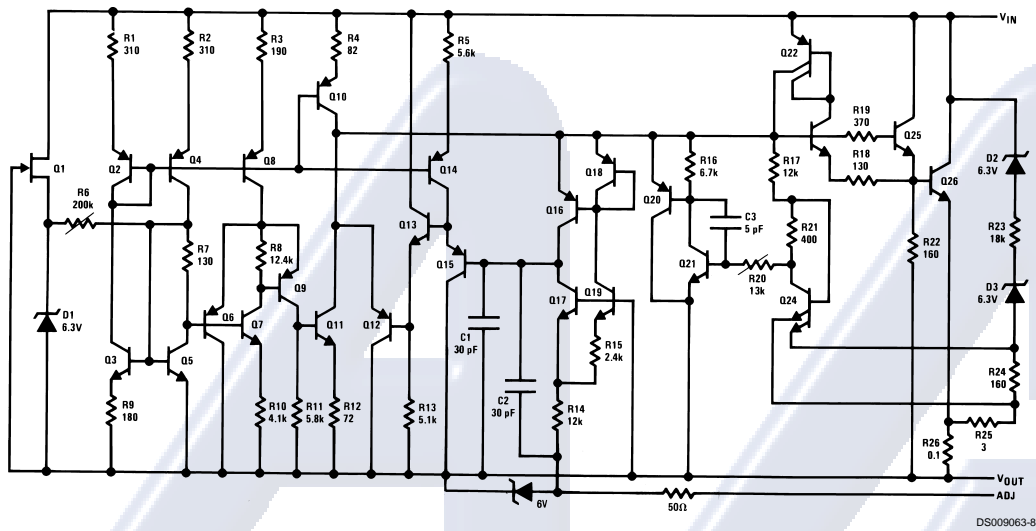 VIN
R1
310
R2
310
R3
190
R4
82
R5
5.6k
Q22
Q10
R19
370
Q25
R18
130
Q1
Q2
Q4
Q8
Q14
Q18
R16
6.7k
R17
12k
Q26
D2
6.3V
R6
200k
Q16
Q20
C3
5 pF
R21
400
R23
18k
R7
130
R8
12.4k
Q13
Q15
Q21
R20
13k
R22
160
Q9
Q17
Q19
Q24
D3
6.3V
D1
6.3V
Q6
Q7
Q11
Q12
C1
30 pF
R15
2.4k
Q3
Q5
C2
30 pF
R24
160
R9
180
R10
4.1k
R11
5.8k
R12
72
R13
5.1k
R14
12k
R26
0.1
R25
3
VOUT
6V
50Ω
ADJ
DS009063-8